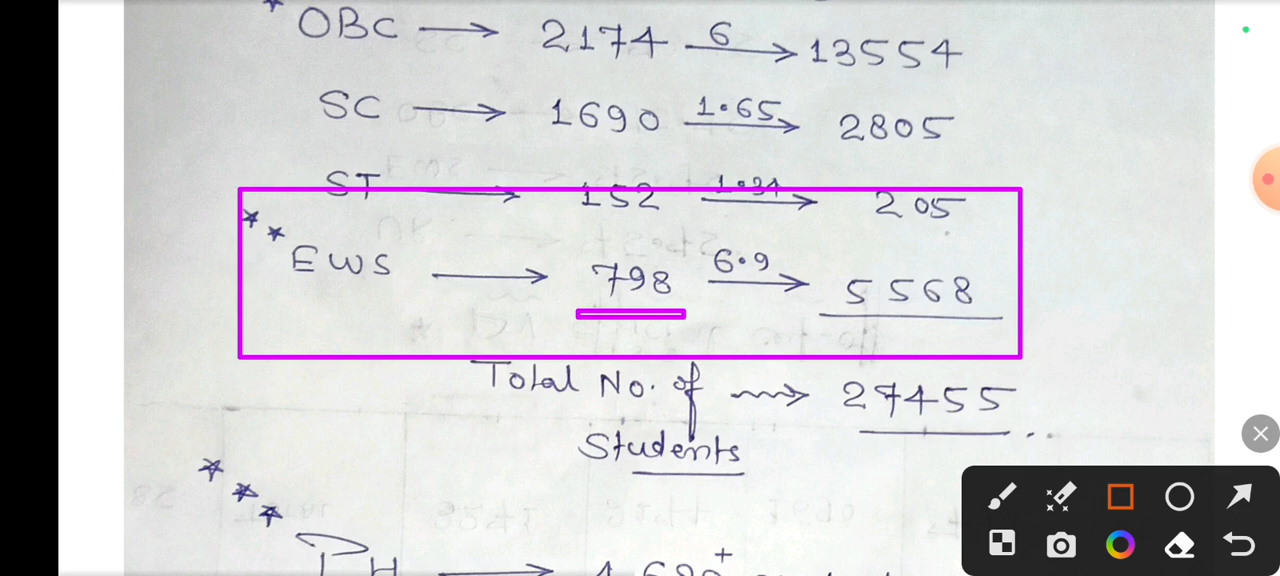 OBC → 2174 6→ 13554
SC → 1690 1.65→ 2805
ST → 152 1.34→ 205
** EWS → 798 6.9→ 5568
Total No. of → 27455..
Students
*** PH →